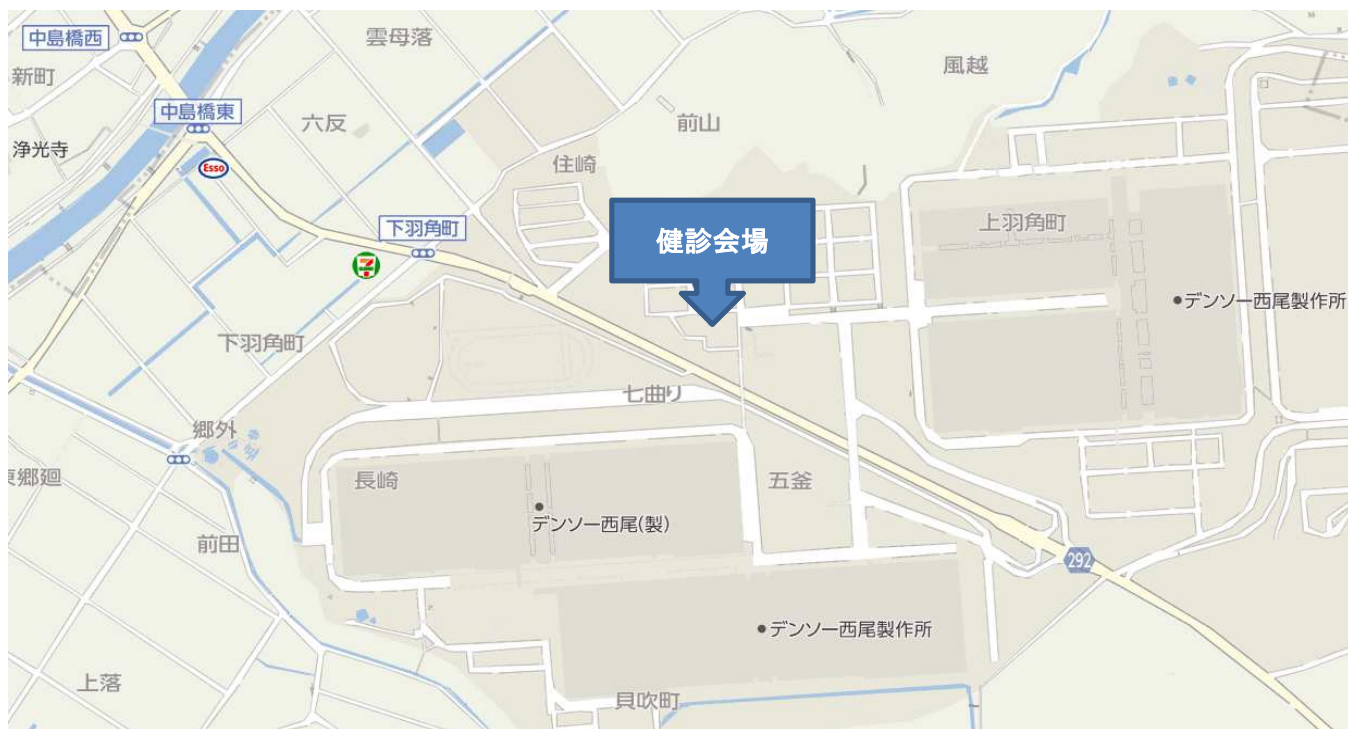 中島橋西
雲母落
風越
新町
中島橋東
六反
前山
浄光寺
住崎
Esso
下羽角町
健診会場
上羽角町
7
デンソー西尾製作所
下羽角町
七曲り
郷外
東郷廻
長崎
五釜
デンソー西尾(製)
前田
292
デンソー西尾製作所
上落
貝吹町